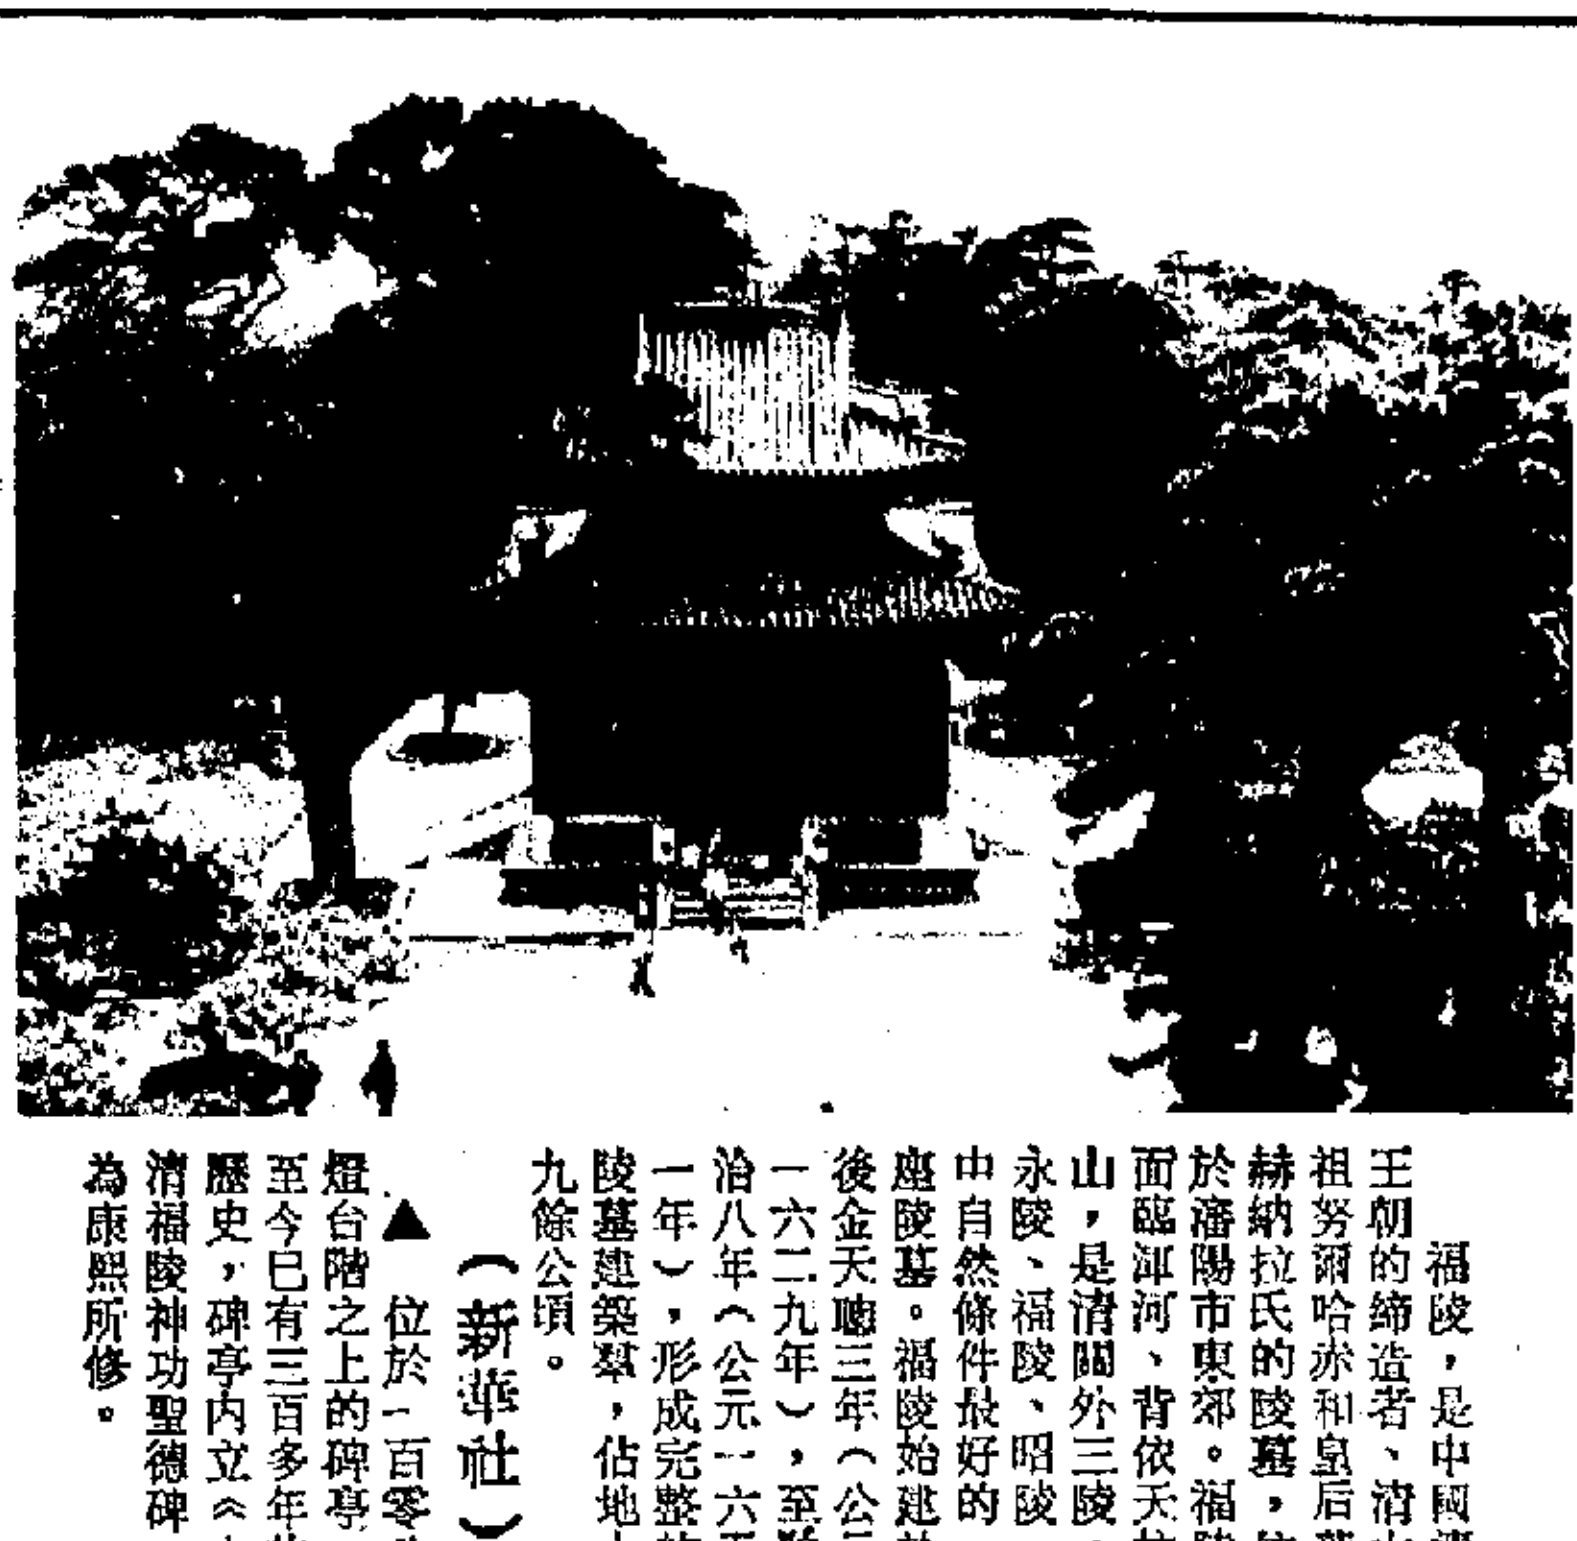 福陵，是中國
王朝的締造者、清
祖努爾哈赤和皇后
赫納拉氏的陵墓，
於瀋陽市東郊。福
面臨渾河、背依天
山，是清關外三陵
永陵、福陵、昭陵
中自然條件最好的
座陵墓。福陵始建
後金天聰三年（公
一六二九年），至
治八年（公元一六
一年），形成完整
陵墓建築羣，佔地
九餘公頃。
（新華社）
▲位於一百零
燈台階之上的碑亭
至今已有三百多年
歷史，碑亭内立《
清福陵神功聖德碑
為康熙所修。